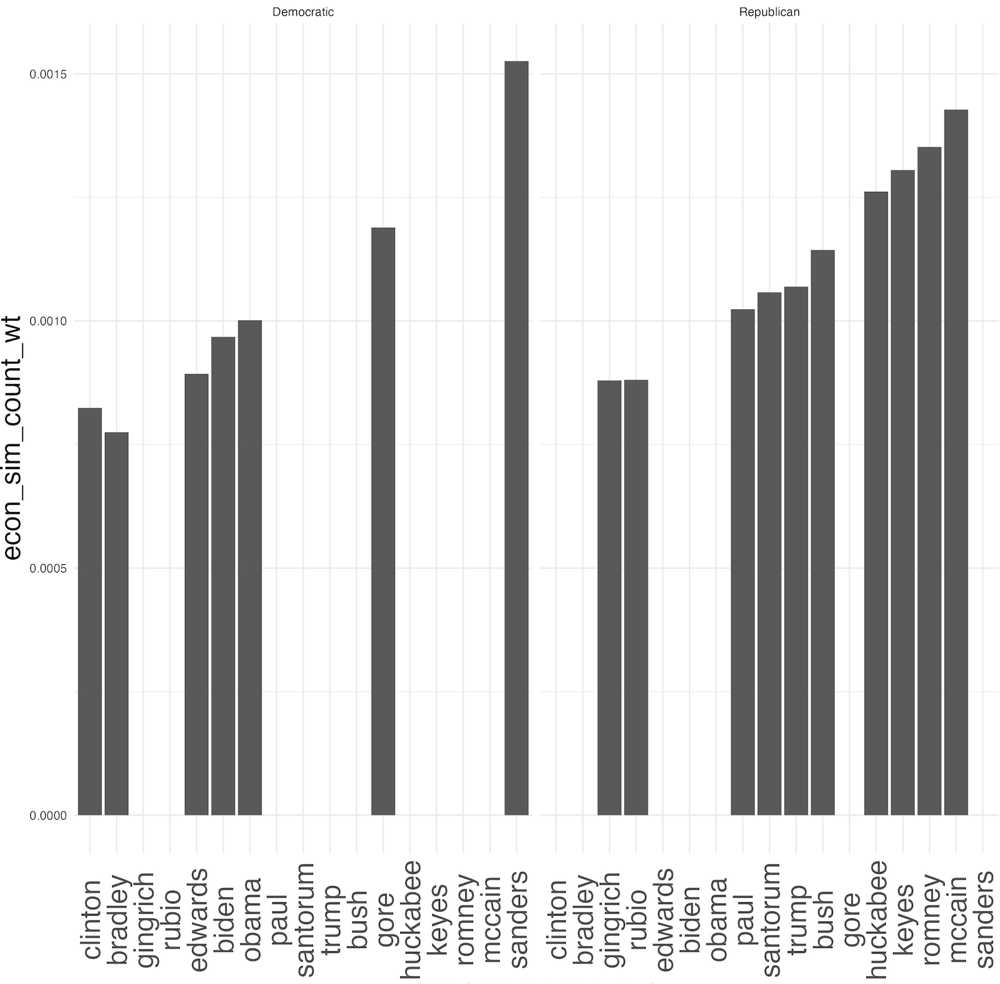 Democratic
Republican
econ_sim_count_wt
0.0015
0.0010
0.0005
0.0000
clinton
bradley
gingrich
rubio
edwards
biden
obama
paul
santorum
trump
bush
gore
huckabee
keyes
romney
mccain
sanders
clinton
bradley
gingrich
rubio
edwards
biden
obama
paul
santorum
trump
bush
gore
huckabee
keyes
romney
mccain
sanders